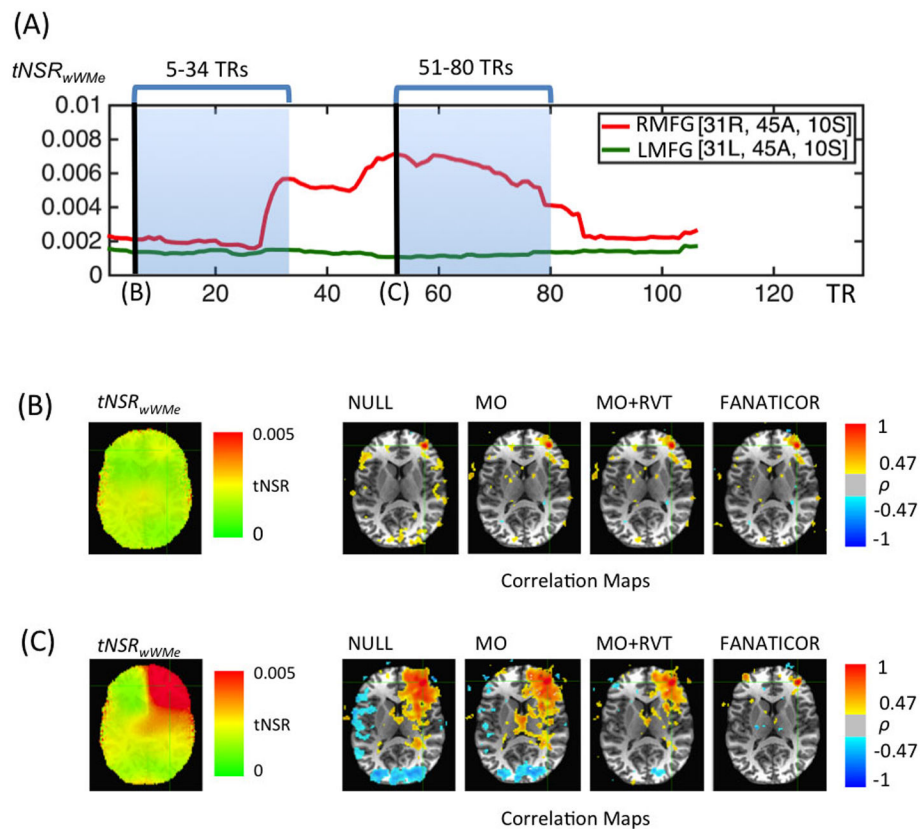 (A)
tNSR_wWMe
5-34 TRs
51-80 TRs
0.01
0.008
0.006
0.004
0.002
0
RMFG [31R, 45A, 10S]
LMFG [31L, 45A, 10S]
(B)
20
40
(C)
60
80
100
120
TR
(B)
tNSR_wWMe
0.005
tNSR
0
NULL
MO
MO+RVT
FANATICOR
1
0.47
ρ
-0.47
-1
Correlation Maps
(C)
tNSR_wWMe
0.005
tNSR
0
NULL
MO
MO+RVT
FANATICOR
1
0.47
ρ
-0.47
-1
Correlation Maps